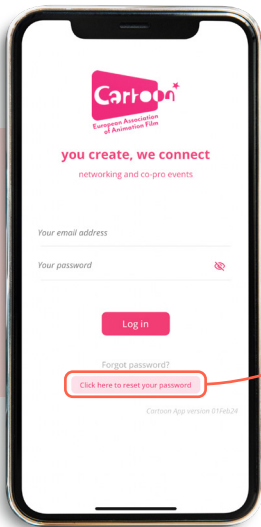 Cartoon
European Association
of Animation Film
you create, we connect
networking and co-pro events
Your email address
Your password
Log in
Forgot password?
Click here to reset your password
Cartoon App version 01Feb24